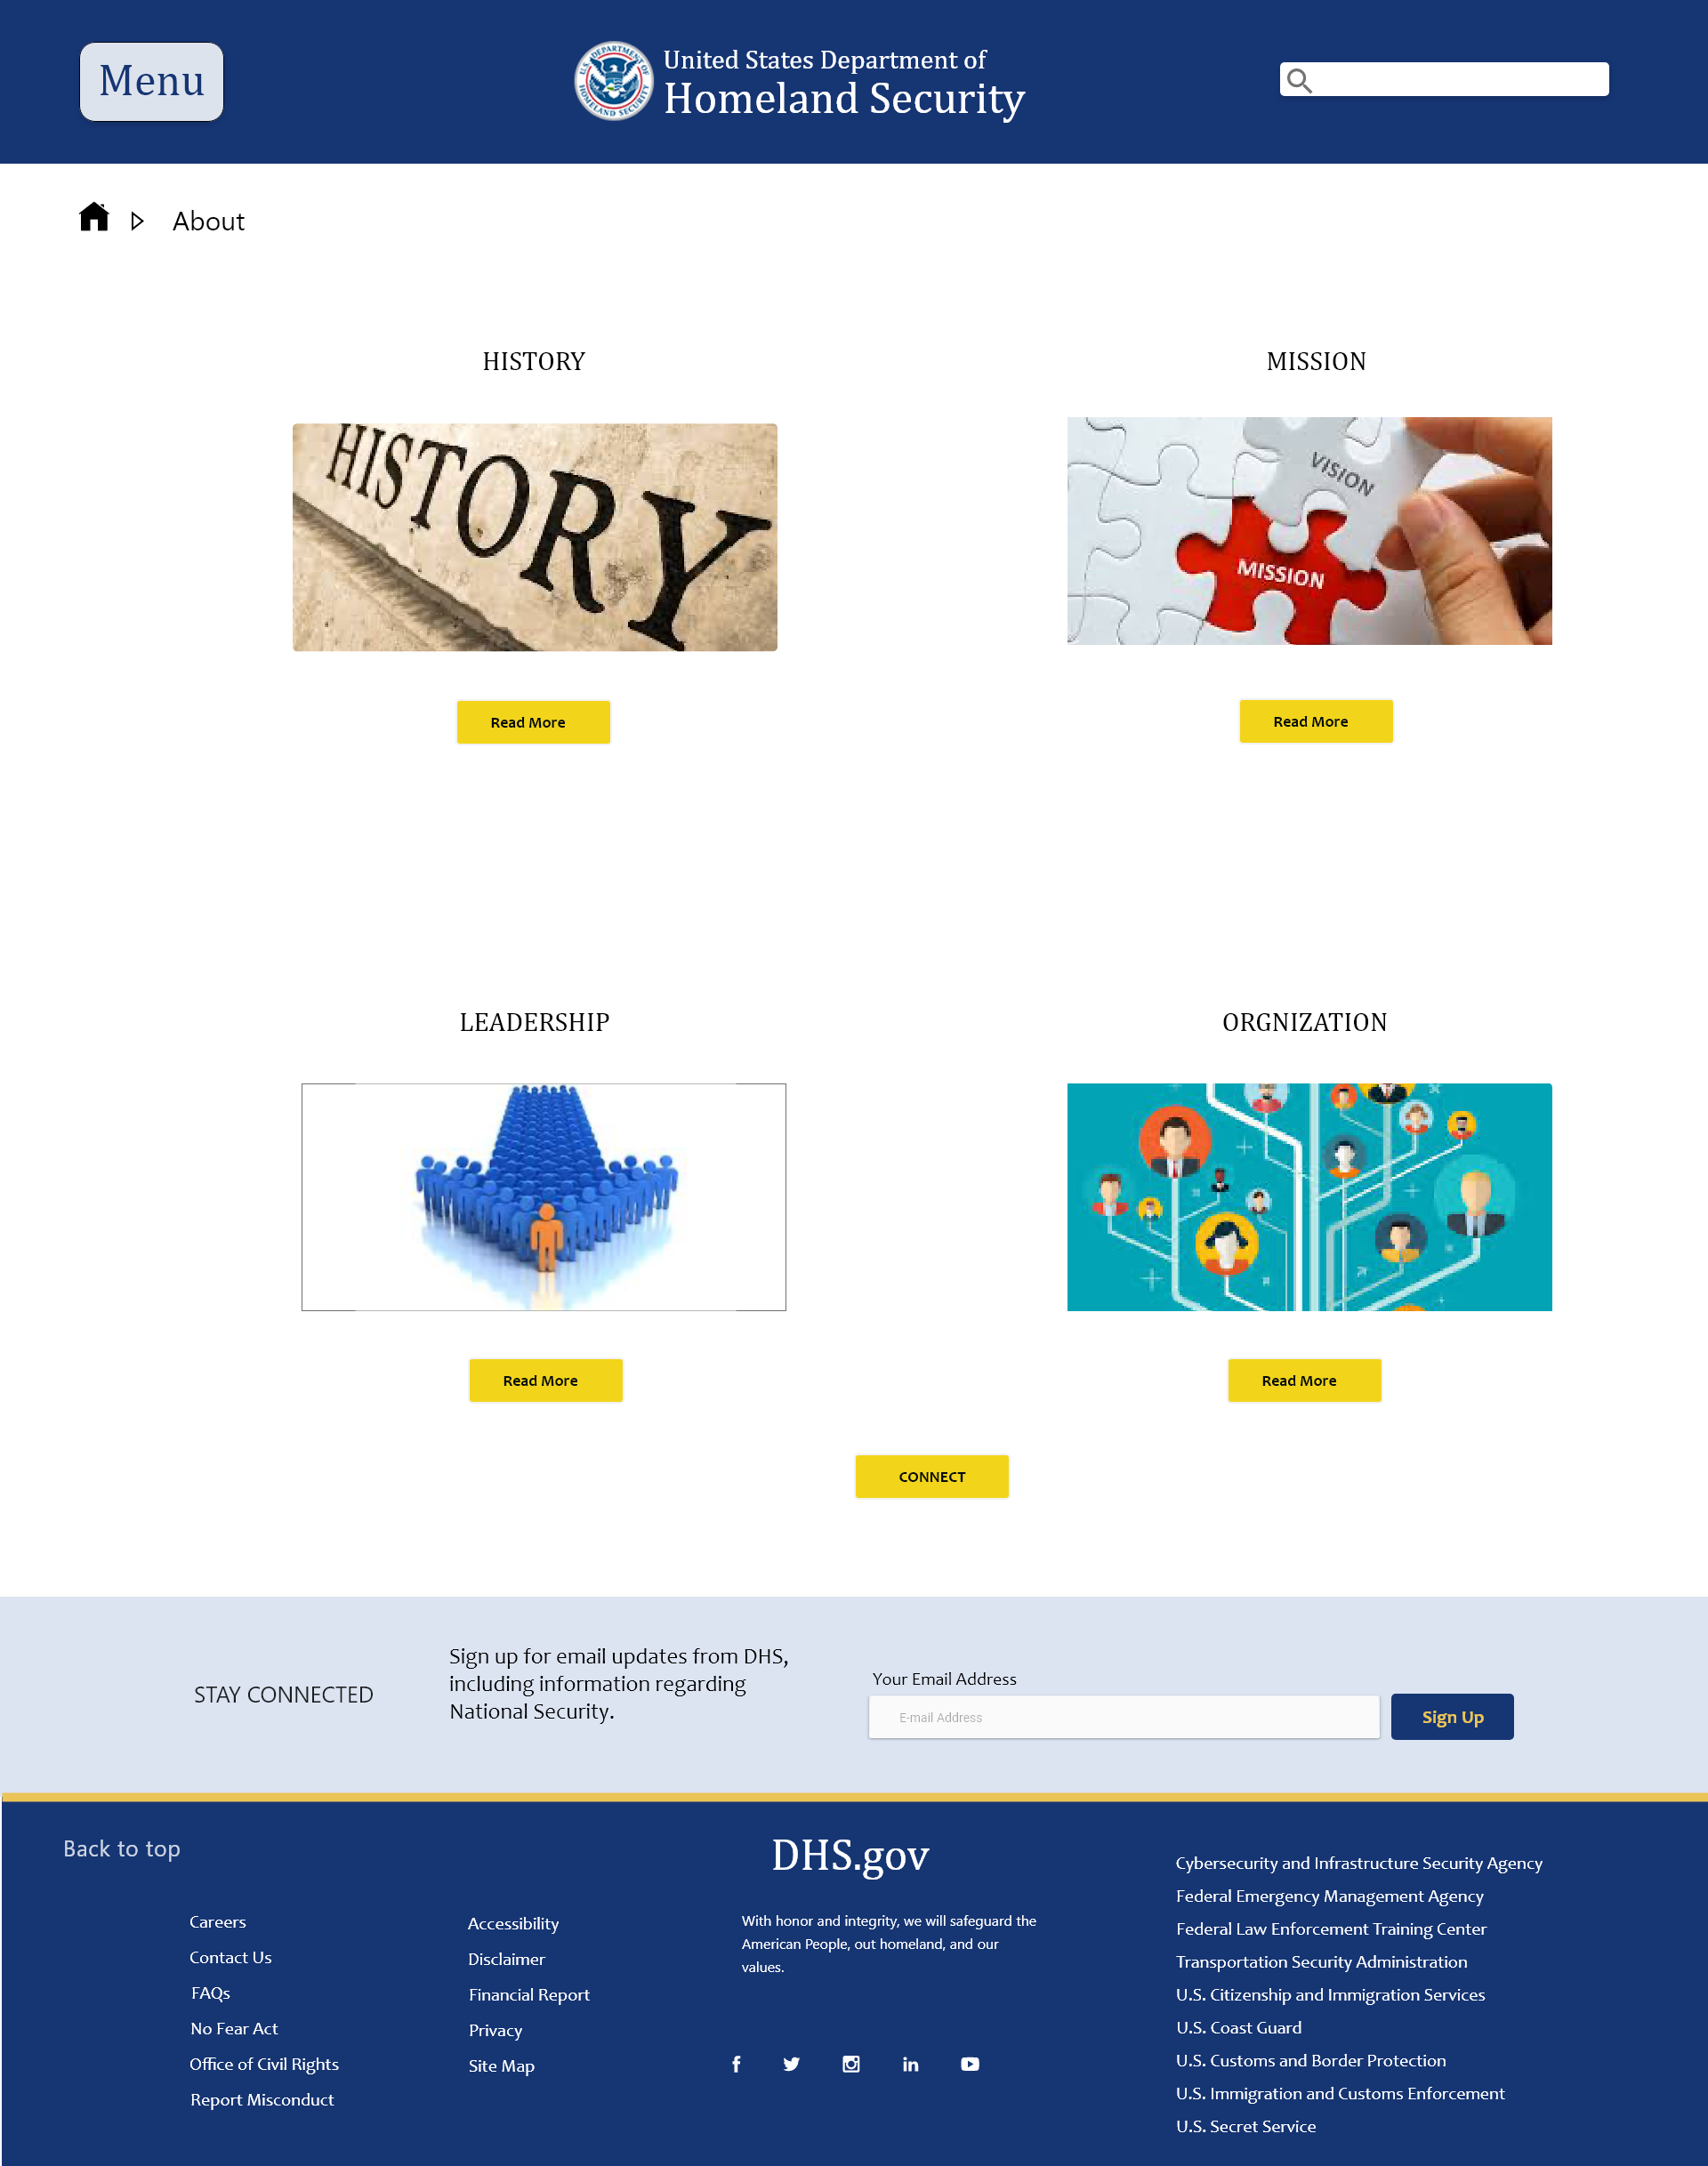 Menu
United States Department of
Homeland Security
U.S. DEPARTMENT OF
HOMELAND SECURITY
About
HISTORY
MISSION
HISTORY
VISION
MISSION
Read More
Read More
LEADERSHIP
ORGNIZATION
Read More
Read More
CONNECT
STAY CONNECTED
Sign up for email updates from DHS,
including information regarding
National Security.
Your Email Address
E-mail Address
Sign Up
Back to top
Careers
Contact Us
FAQs
No Fear Act
Office of Civil Rights
Report Misconduct
Accessibility
Disclaimer
Financial Report
Privacy
Site Map
DHS.gov
With honor and integrity, we will safeguard the
American People, out homeland, and our
values.
Cybersecurity and Infrastructure Security Agency
Federal Emergency Management Agency
Federal Law Enforcement Training Center
Transportation Security Administration
U.S. Citizenship and Immigration Services
U.S. Coast Guard
U.S. Customs and Border Protection
U.S. Immigration and Customs Enforcement
U.S. Secret Service